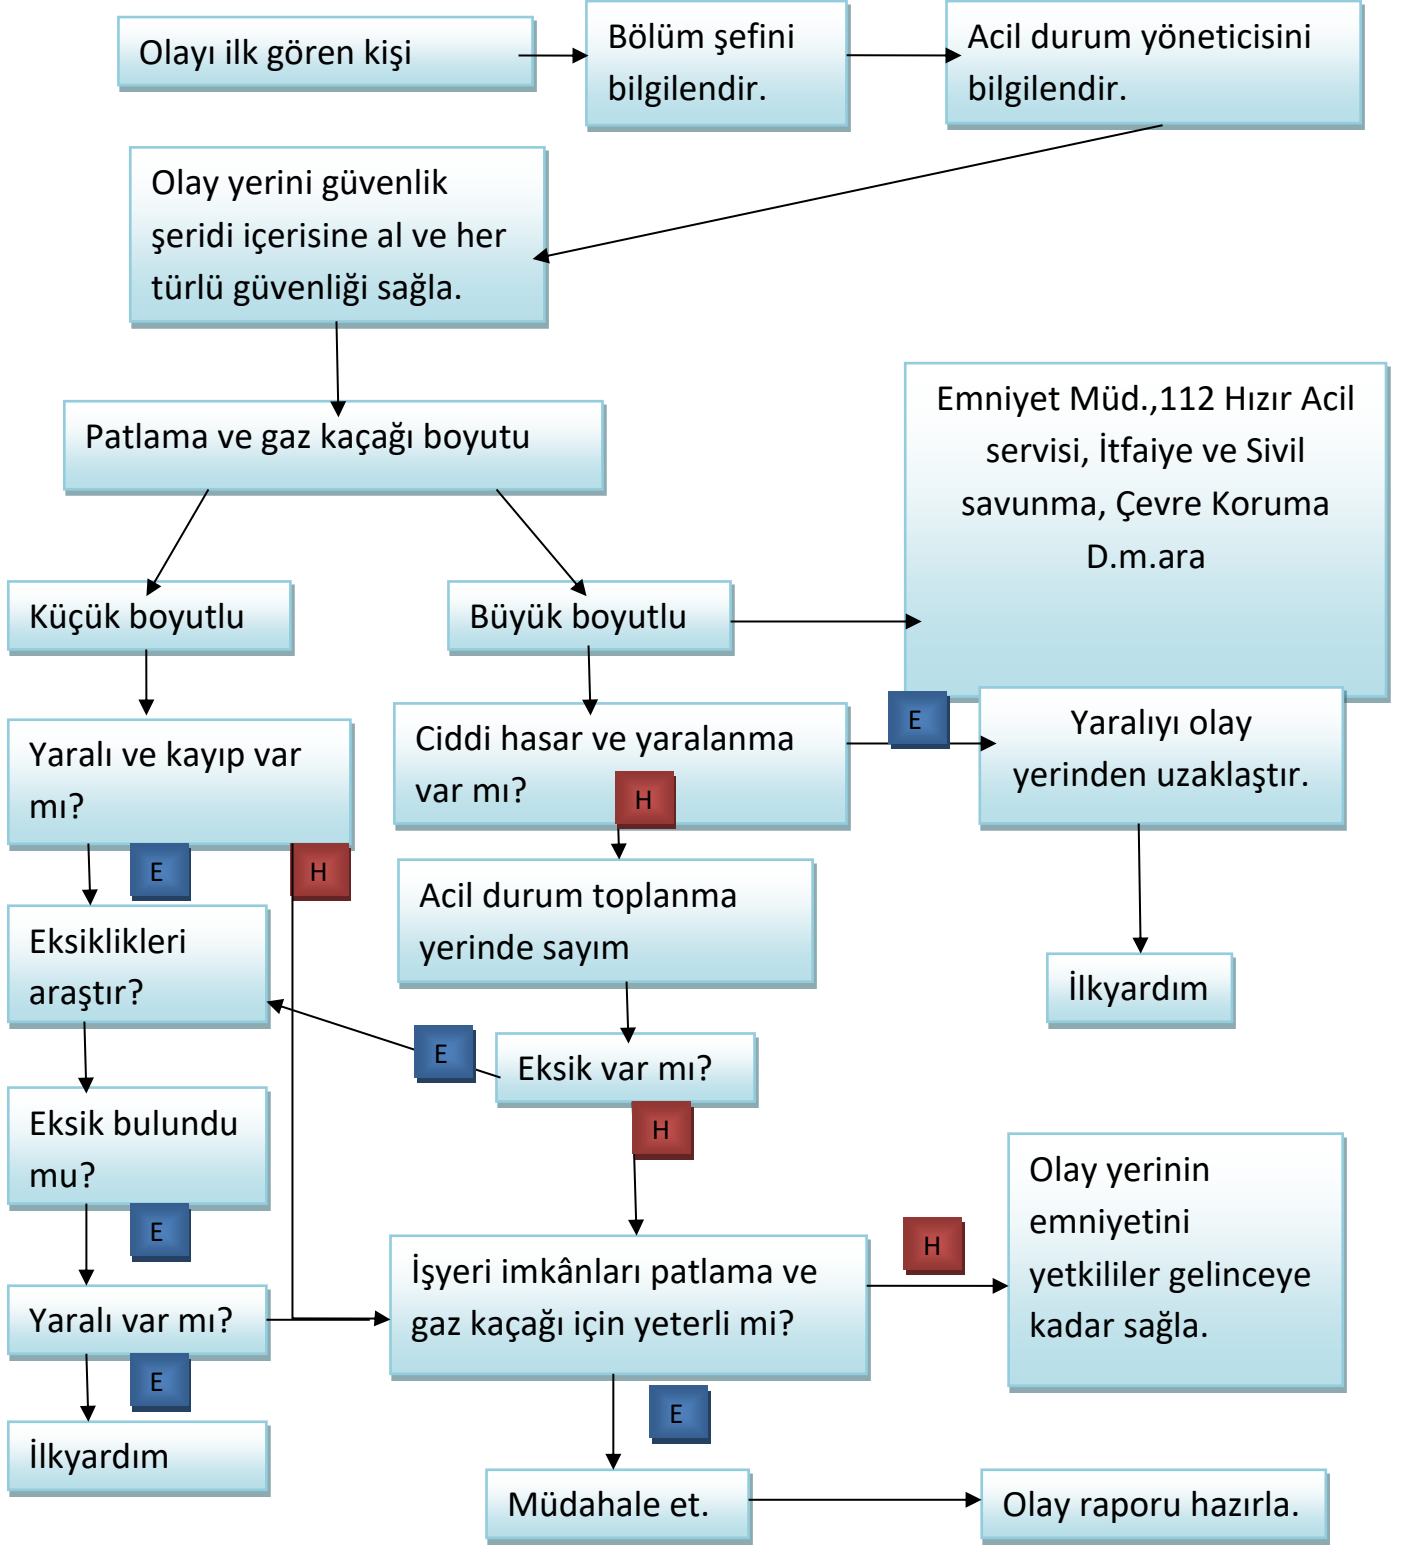 Olayı ilk gören kişi
Bölüm şefini
bilgilendir.
Acil durum yöneticisini
bilgilendir.
Olay yerini güvenlik
şeridi içerisine al ve her
türlü güvenliği sağla.
Patlama ve gaz kaçağı boyutu
Emniyet Müd.,112 Hızır Acil
servisi, İtfaiye ve Sivil
savunma, Çevre Koruma
D.m.ara
Küçük boyutlu
Büyük boyutlu
Yaralı ve kayıp var
mı?
Ciddi hasar ve yaralanma
var mı?
E
Yaralıyı olay
yerinden uzaklaştır.
H
E
H
Acil durum toplanma
yerinde sayım
Eksiklikleri
araştır?
İlkyardım
E
Eksik var mı?
Eksik bulundu
mu?
H
Olay yerinin
emniyetini
yetkililer gelinceye
kadar sağla.
E
H
İşyeri imkânları patlama ve
gaz kaçağı için yeterli mi?
Yaralı var mı?
E
E
İlkyardım
Müdahale et.
Olay raporu hazırla.